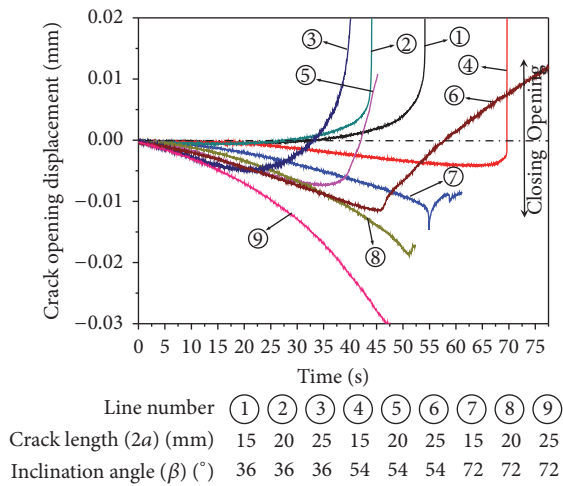 Crack opening displacement (mm)
0.02
0.01
0.00
−0.01
−0.02
−0.03
0 5 10 15 20 25 30 35 40 45 50 55 60 65 70 75
Time (s)
③ ② ① ④
⑤ ⑥
⑦
⑨ ⑧
Closing Opening
Line number ① ② ③ ④ ⑤ ⑥ ⑦ ⑧ ⑨
Crack length (2a) (mm) 15 20 25 15 20 25 15 20 25
Inclination angle (β) (°) 36 36 36 54 54 54 72 72 72